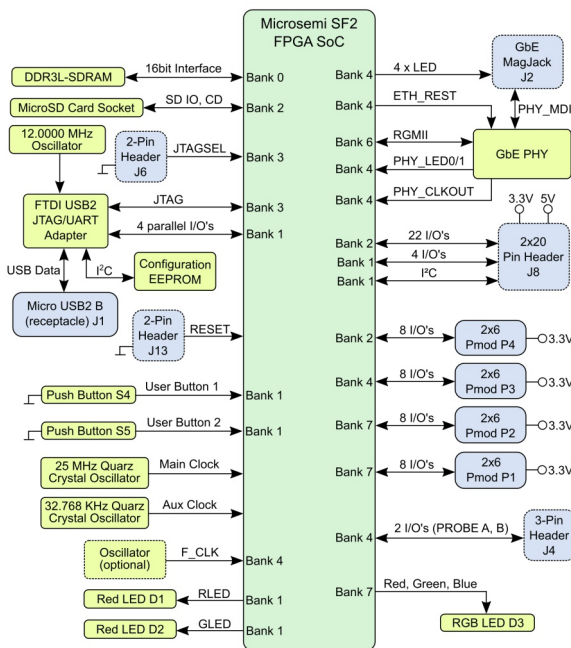 Microsemi SF2
FPGA SoC
DDR3L-SDRAM
16bit Interface
Bank 0
MicroSD Card Socket
SD IO, CD
Bank 2
12.0000 MHz
Oscillator
2-Pin
Header
J6
JTAGSEL
Bank 3
FTDI USB2
JTAG/UART
Adapter
JTAG
Bank 3
4 parallel I/O's
Bank 1
USB Data
I²C
Configuration
EEPROM
Micro USB2 B
(receptacle) J1
2-Pin
Header
J13
RESET
Push Button S4
User Button 1
Bank 1
Push Button S5
User Button 2
Bank 1
25 MHz Quarz
Crystal Oscillator
Main Clock
32.768 KHz Quarz
Crystal Oscillator
Aux Clock
Oscillator
(optional)
F_CLK
Bank 4
Red LED D1
RLED
Bank 1
Red LED D2
GLED
Bank 1
Bank 4
4 x LED
GbE
MagJack
J2
Bank 4
ETH_REST
PHY_MDI
Bank 6
RGMII
GbE PHY
Bank 4
PHY_LED0/1
Bank 4
PHY_CLKOUT
3.3V
5V
Bank 2
22 I/O's
Bank 1
4 I/O's
Bank 1
I²C
2x20
Pin Header
J8
Bank 2
8 I/O's
2x6
Pmod P4
3.3V
Bank 4
8 I/O's
2x6
Pmod P3
3.3V
Bank 7
8 I/O's
2x6
Pmod P2
3.3V
Bank 7
8 I/O's
2x6
Pmod P1
3.3V
Bank 4
2 I/O's (PROBE A, B)
3-Pin
Header
J4
Bank 7
Red, Green, Blue
RGB LED D3